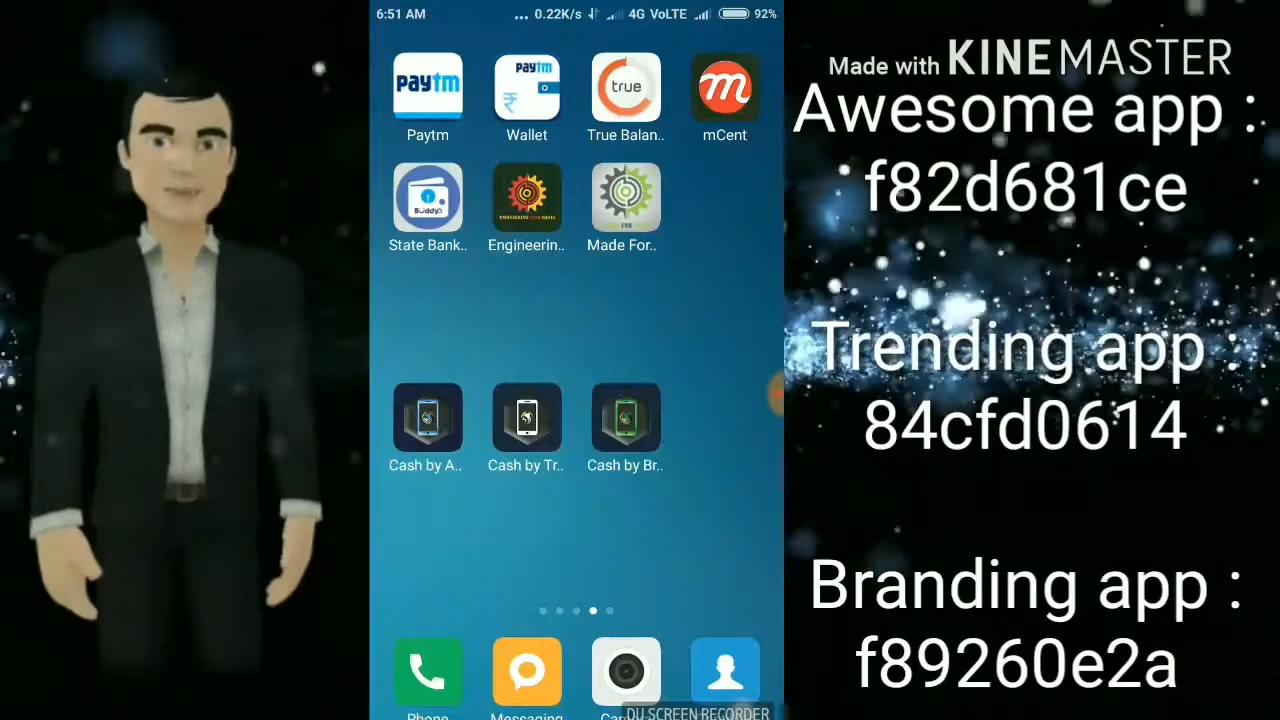 6:51 AM
... 0.22K/s 4G VoLTE 92%
paytm
paytm
true
m
Paytm
Wallet
True Balan..
mCent
Buddy
State Bank..
Engineerin..
Made For..
Cash by A..
Cash by Tr..
Cash by Br..
Phone
Messaging
DU SCREEN RECORDER
Made with KINEMASTER
Awesome app :
f82d681ce
Trending app :
84cfd0614
Branding app :
f89260e2a